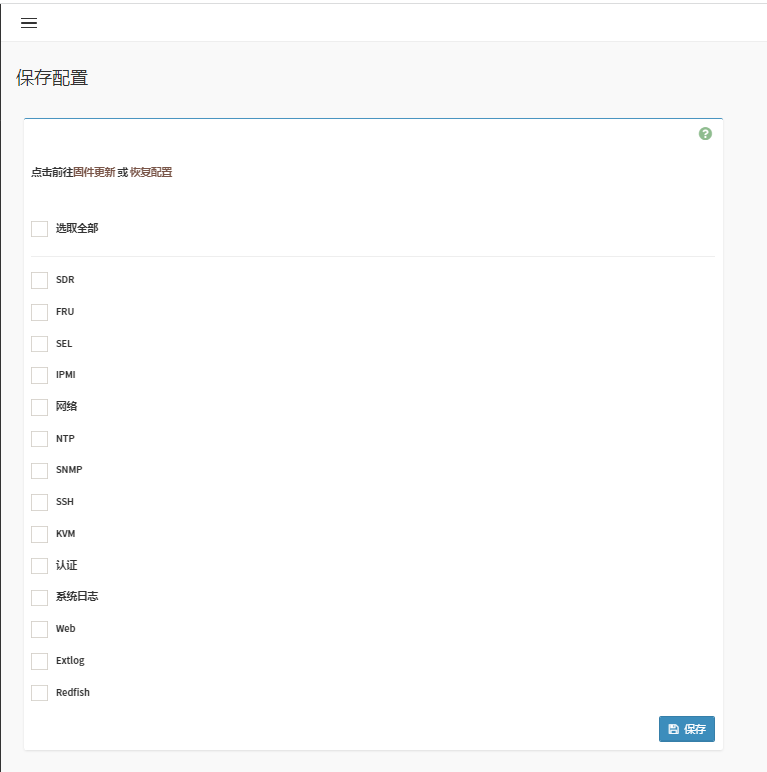 保存配置
点击前往固件更新 或 恢复配置
选取全部
SDR
FRU
SEL
IPMI
网络
NTP
SNMP
SSH
KVM
认证
系统日志
Web
Extlog
Redfish
保存